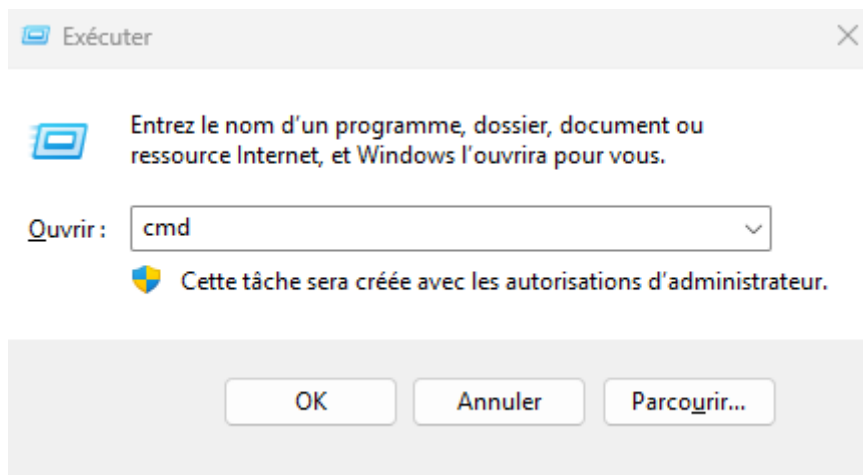 Exécuter
Entrez le nom d'un programme, dossier, document ou
ressource Internet, et Windows l'ouvrira pour vous.
Ouvrir : cmd
Cette tâche sera créée avec les autorisations d'administrateur.
OK Annuler Parcourir...